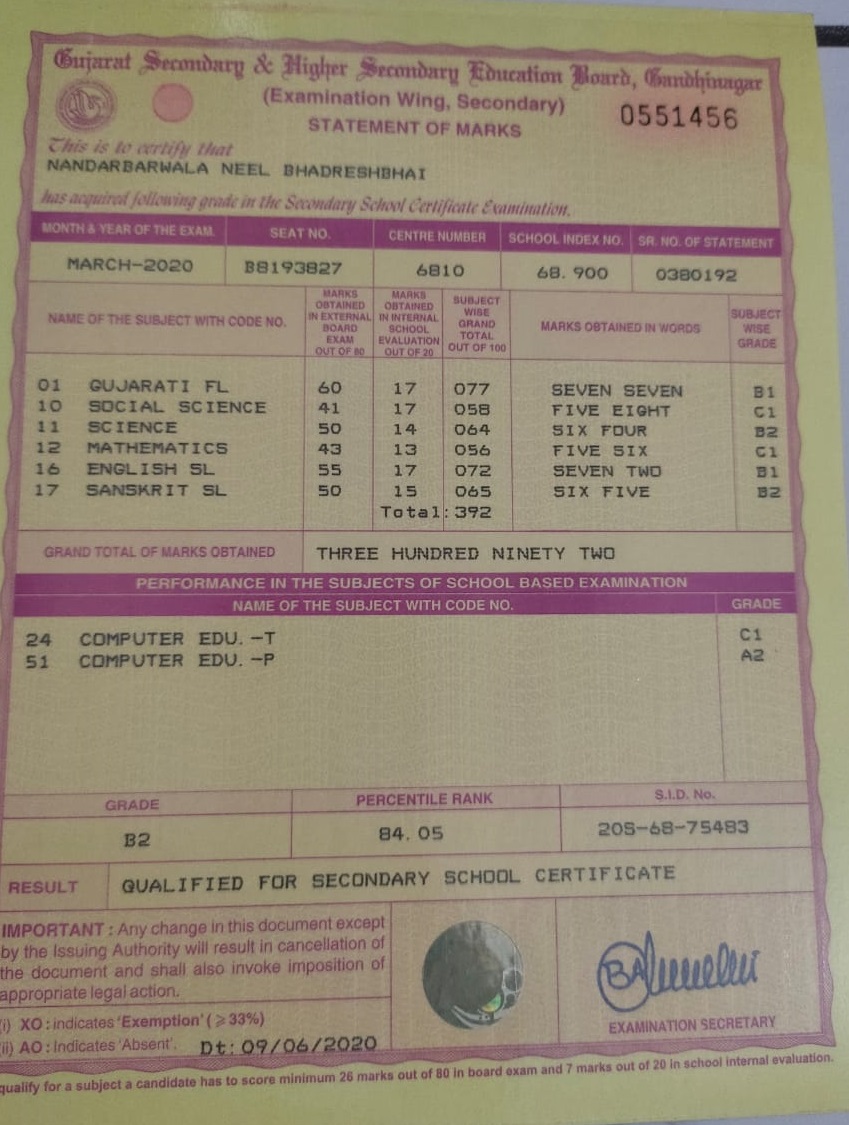 Gujarat Secondary & Higher Secondary Education Board, Gandhinagar
(Examination Wing, Secondary)
0551456
STATEMENT OF MARKS
This is to certify that
NANDARBARWALA NEEL BHADRESHBHAI
has acquired following grade in the Secondary School Certificate Examination.
MONTH & YEAR OF THE EXAM. SEAT NO. CENTRE NUMBER SCHOOL INDEX NO. SR. NO. OF STATEMENT
MARCH-2020 B8193827 6810 68.900 0380192
NAME OF THE SUBJECT WITH CODE NO. MARKS OBTAINED IN EXTERNAL BOARD EXAM OUT OF 80 MARKS OBTAINED IN INTERNAL SCHOOL EVALUATION OUT OF 20 SUBJECT WISE GRAND TOTAL OUT OF 100 MARKS OBTAINED IN WORDS SUBJECT WISE GRADE
01 GUJARATI FL 60 17 077 SEVEN SEVEN B1
10 SOCIAL SCIENCE 41 17 058 FIVE EIGHT C1
11 SCIENCE 50 14 064 SIX FOUR B2
12 MATHEMATICS 43 13 056 FIVE SIX C1
16 ENGLISH SL 55 17 072 SEVEN TWO B1
17 SANSKRIT SL 50 15 065 SIX FIVE B2
Total: 392
GRAND TOTAL OF MARKS OBTAINED THREE HUNDRED NINETY TWO
PERFORMANCE IN THE SUBJECTS OF SCHOOL BASED EXAMINATION
NAME OF THE SUBJECT WITH CODE NO. GRADE
24 COMPUTER EDU. -T C1
51 COMPUTER EDU. -P A2
GRADE PERCENTILE RANK S.I.D. No.
B2 84.05 20S-68-75483
RESULT QUALIFIED FOR SECONDARY SCHOOL CERTIFICATE
IMPORTANT : Any change in this document except
by the Issuing Authority will result in cancellation of
the document and shall also invoke imposition of
appropriate legal action.
(i) XO : indicates 'Exemption' (≥33%)
(ii) AO : Indicates 'Absent'. Dt: 09/06/2020
EXAMINATION SECRETARY
qualify for a subject a candidate has to score minimum 26 marks out of 80 in board exam and 7 marks out of 20 in school internal evaluation.